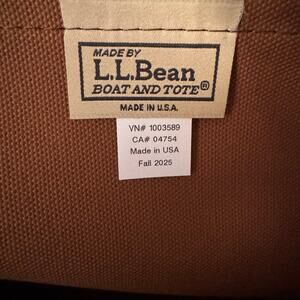 MADE BY
L.L.Bean
BOAT AND TOTE®
MADE IN U.S.A.
VN# 1003589
CA# 04754
Made in USA
Fall 2025